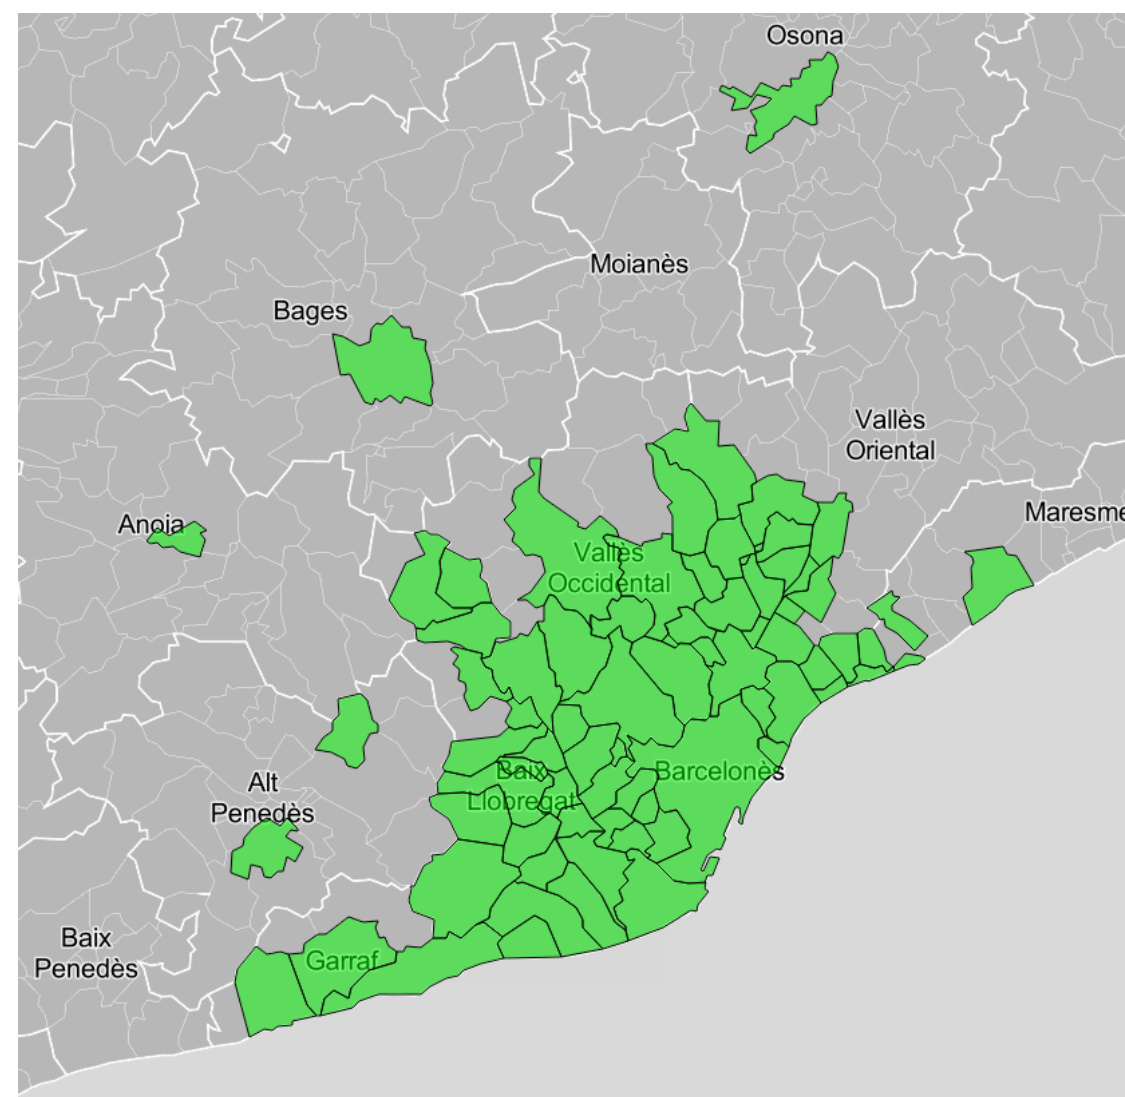 Osona
Moianès
Bages
Vallès
Oriental
Maresme
Anoia
Vallès
Occidental
Alt
Penedès
Baix
Llobregat
Barcelonès
Baix
Penedès
Garraf